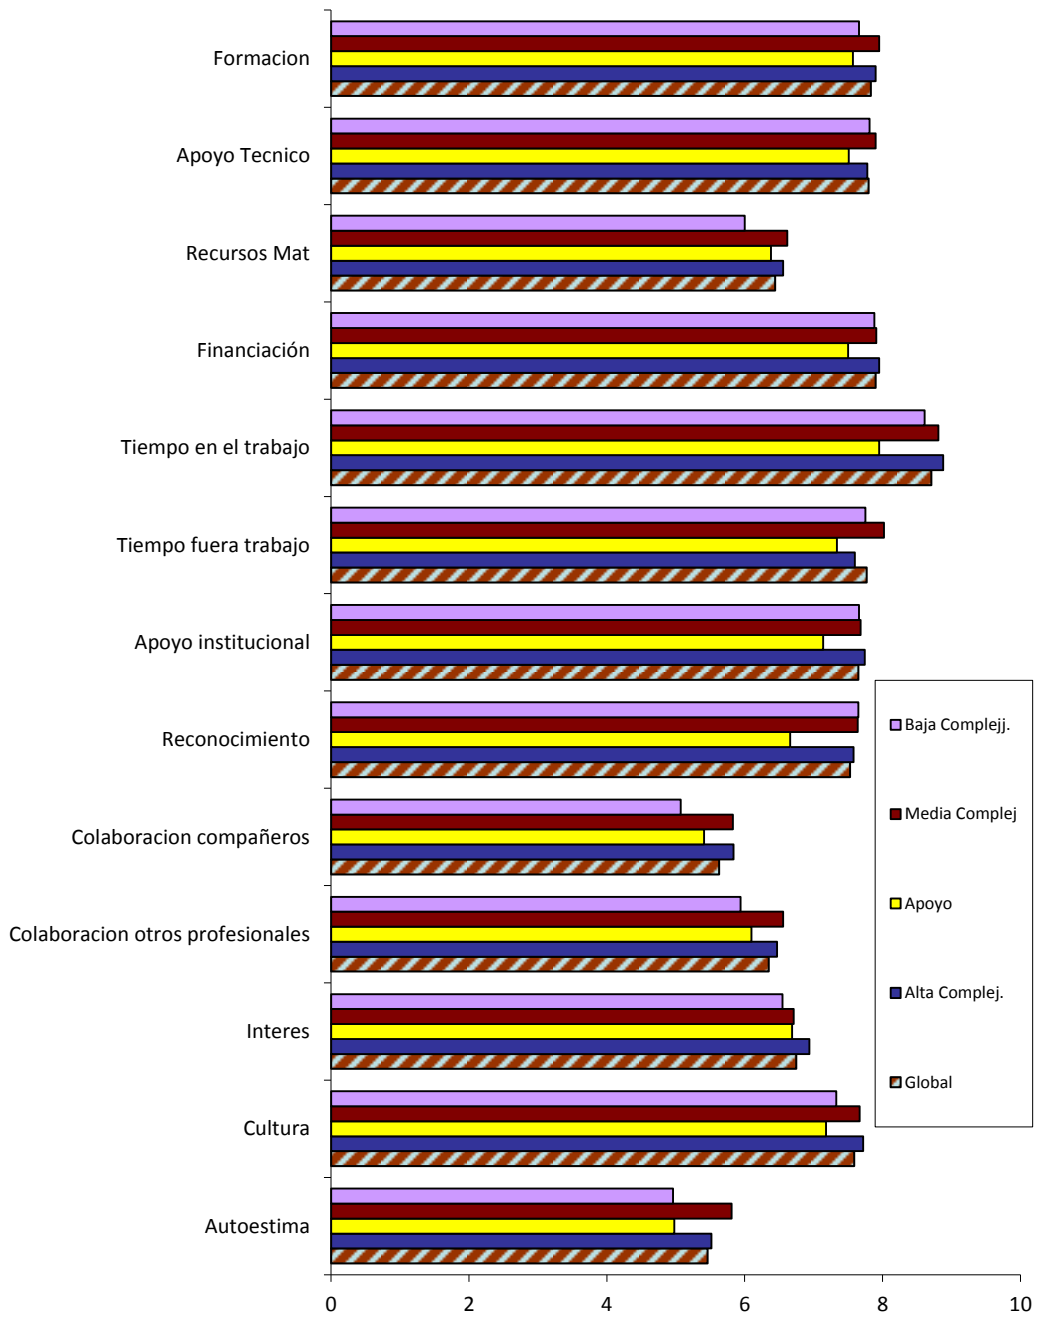 Formacion
Apoyo Tecnico
Recursos Mat
Financiación
Tiempo en el trabajo
Tiempo fuera trabajo
Apoyo institucional
Reconocimiento
Colaboracion compañeros
Colaboracion otros profesionales
Interes
Cultura
Autoestima
0 2 4 6 8 10
Baja Complejj.
Media Complej
Apoyo
Alta Complej.
Global